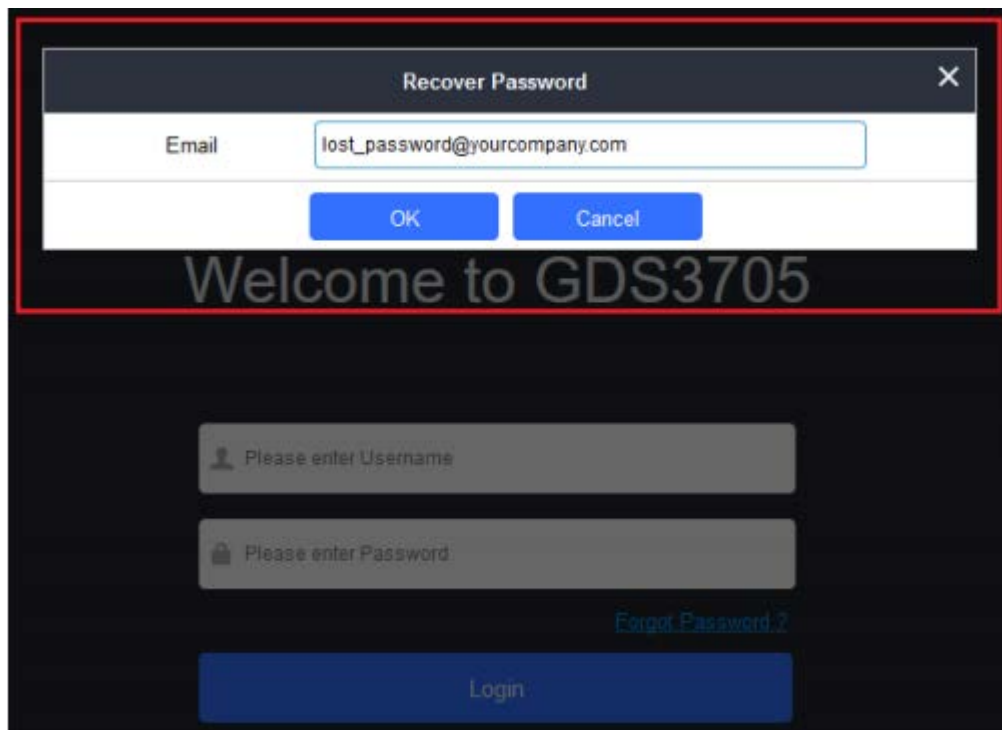 Recover Password
Email lost_password@yourcompany.com
OK Cancel
Welcome to GDS3705
Please enter Username
Please enter Password
Forgot Password ?
Login